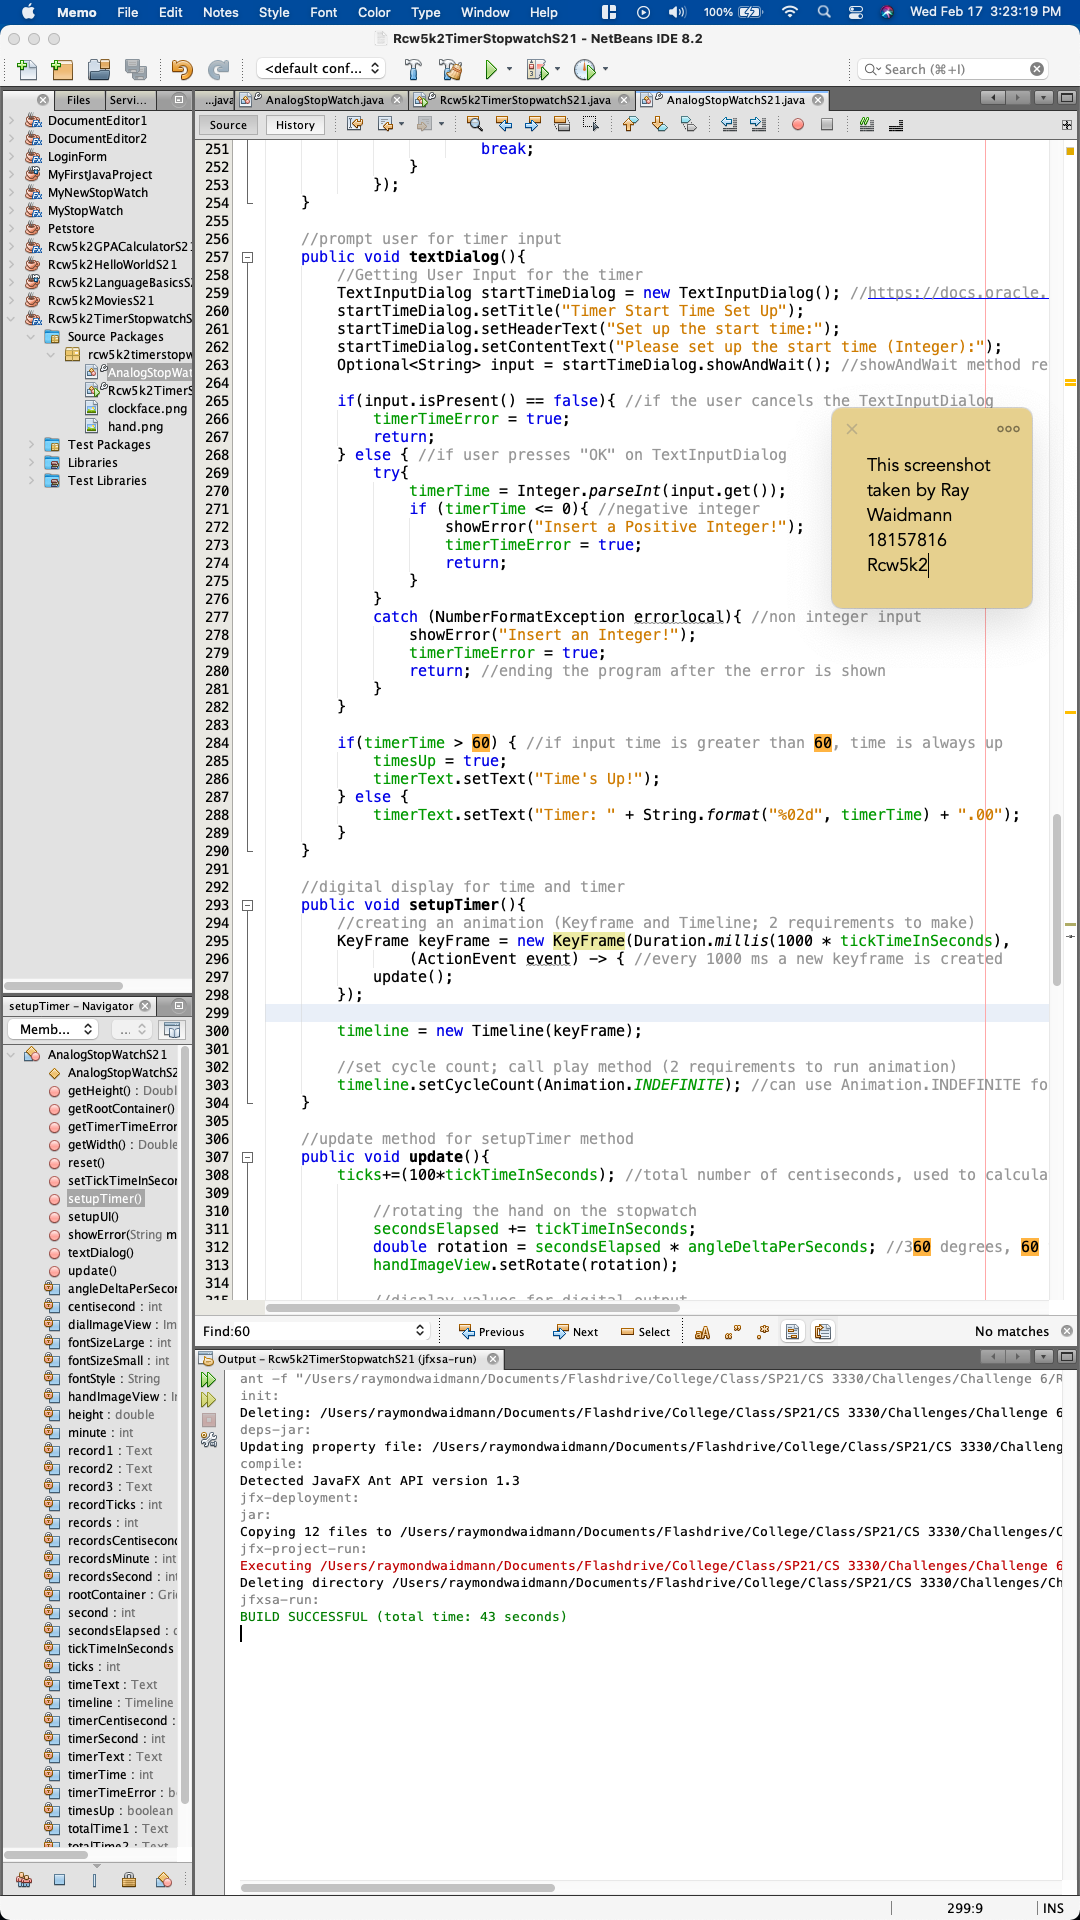 Memo File Edit Notes Style Font Color Type Window Help 100% Wed Feb 17 3:23:19 PM
Rcw5k2TimerStopwatchS21 - NetBeans IDE 8.2
<default conf... Search (⌘+I)
Files Servi... ...java AnalogStopWatch.java Rcw5k2TimerStopwatchS21.java AnalogStopWatchS21.java
Source History
DocumentEditor1
DocumentEditor2
LoginForm
MyFirstJavaProject
MyNewStopWatch
MyStopWatch
Petstore
Rcw5k2GPACalculatorS21
Rcw5k2HelloWorldS21
Rcw5k2LanguageBasicsS
Rcw5k2MoviesS21
Rcw5k2TimerStopwatchS
Source Packages
rcw5k2timerstopw
AnalogStopWat
Rcw5k2TimerS
clockface.png
hand.png
Test Packages
Libraries
Test Libraries
251 break;
252 }
253 });
254 }
255
256 //prompt user for timer input
257 public void textDialog(){
258 //Getting User Input for the timer
259 TextInputDialog startTimeDialog = new TextInputDialog(); //https://docs.oracle.
260 startTimeDialog.setTitle("Timer Start Time Set Up");
261 startTimeDialog.setHeaderText("Set up the start time:");
262 startTimeDialog.setContentText("Please set up the start time (Integer):");
263 Optional<String> input = startTimeDialog.showAndWait(); //showAndWait method re
264
265 if(input.isPresent() == false){ //if the user cancels the TextInputDialog
266 timerTimeError = true;
267 return;
268 } else { //if user presses "OK" on TextInputDialog
269 try{
270 timerTime = Integer.parseInt(input.get());
271 if (timerTime <= 0){ //negative integer
272 showError("Insert a Positive Integer!");
273 timerTimeError = true;
274 return;
275 }
276 }
277 catch (NumberFormatException errorlocal){ //non integer input
278 showError("Insert an Integer!");
279 timerTimeError = true;
280 return; //ending the program after the error is shown
281 }
282 }
283
284 if(timerTime > 60) { //if input time is greater than 60, time is always up
285 timesUp = true;
286 timerText.setText("Time's Up!");
287 } else {
288 timerText.setText("Timer: " + String.format("%02d", timerTime) + ".00");
289 }
290 }
291
292 //digital display for time and timer
293 public void setupTimer(){
294 //creating an animation (Keyframe and Timeline; 2 requirements to make)
295 KeyFrame keyFrame = new KeyFrame(Duration.millis(1000 * tickTimeInSeconds),
296 (ActionEvent event) -> { //every 1000 ms a new keyframe is created
297 update();
298 });
299
300 timeline = new Timeline(keyFrame);
301
302 //set cycle count; call play method (2 requirements to run animation)
303 timeline.setCycleCount(Animation.INDEFINITE); //can use Animation.INDEFINITE fo
304 }
305
306 //update method for setupTimer method
307 public void update(){
308 ticks+=(100*tickTimeInSeconds); //total number of centiseconds, used to calcula
309
310 //rotating the hand on the stopwatch
311 secondsElapsed += tickTimeInSeconds;
312 double rotation = secondsElapsed * angleDeltaPerSeconds; //360 degrees, 60
313 handImageView.setRotate(rotation);
314
315 //display values for digital output
This screenshot
taken by Ray
Waidmann
18157816
Rcw5k2
setupTimer - Navigator
Memb... ...
AnalogStopWatchS21
AnalogStopWatchS2
getHeight() : Doubl
getRootContainer()
getTimerTimeError
getWidth() : Double
reset()
setTickTimeInSecor
setupTimer()
setupUI()
showError(String m
textDialog()
update()
angleDeltaPerSecor
centisecond : int
dialImageView : Im
fontSizeLarge : int
fontSizeSmall : int
fontStyle : String
handImageView : I
height : double
minute : int
record1 : Text
record2 : Text
record3 : Text
recordTicks : int
records : int
recordsCentisecond
recordsMinute : int
recordsSecond : int
rootContainer : Gri
second : int
secondsElapsed : d
tickTimeInSeconds
ticks : int
timeText : Text
timeline : Timeline
timerCentisecond :
timerSecond : int
timerText : Text
timerTime : int
timerTimeError : b
timesUp : boolean
totalTime1 : Text
totalTime2 : Text
Find:60 Previous Next Select No matches
Output - Rcw5k2TimerStopwatchS21 (jfxsa-run)
ant -f "/Users/raymondwaidmann/Documents/Flashdrive/College/Class/SP21/CS 3330/Challenges/Challenge 6/R
init:
Deleting: /Users/raymondwaidmann/Documents/Flashdrive/College/Class/SP21/CS 3330/Challenges/Challenge 6
deps-jar:
Updating property file: /Users/raymondwaidmann/Documents/Flashdrive/College/Class/SP21/CS 3330/Challeng
compile:
Detected JavaFX Ant API version 1.3
jfx-deployment:
jar:
Copying 12 files to /Users/raymondwaidmann/Documents/Flashdrive/College/Class/SP21/CS 3330/Challenges/C
jfx-project-run:
Executing /Users/raymondwaidmann/Documents/Flashdrive/College/Class/SP21/CS 3330/Challenges/Challenge 6
Deleting directory /Users/raymondwaidmann/Documents/Flashdrive/College/Class/SP21/CS 3330/Challenges/Ch
jfxsa-run:
BUILD SUCCESSFUL (total time: 43 seconds)
299:9 INS